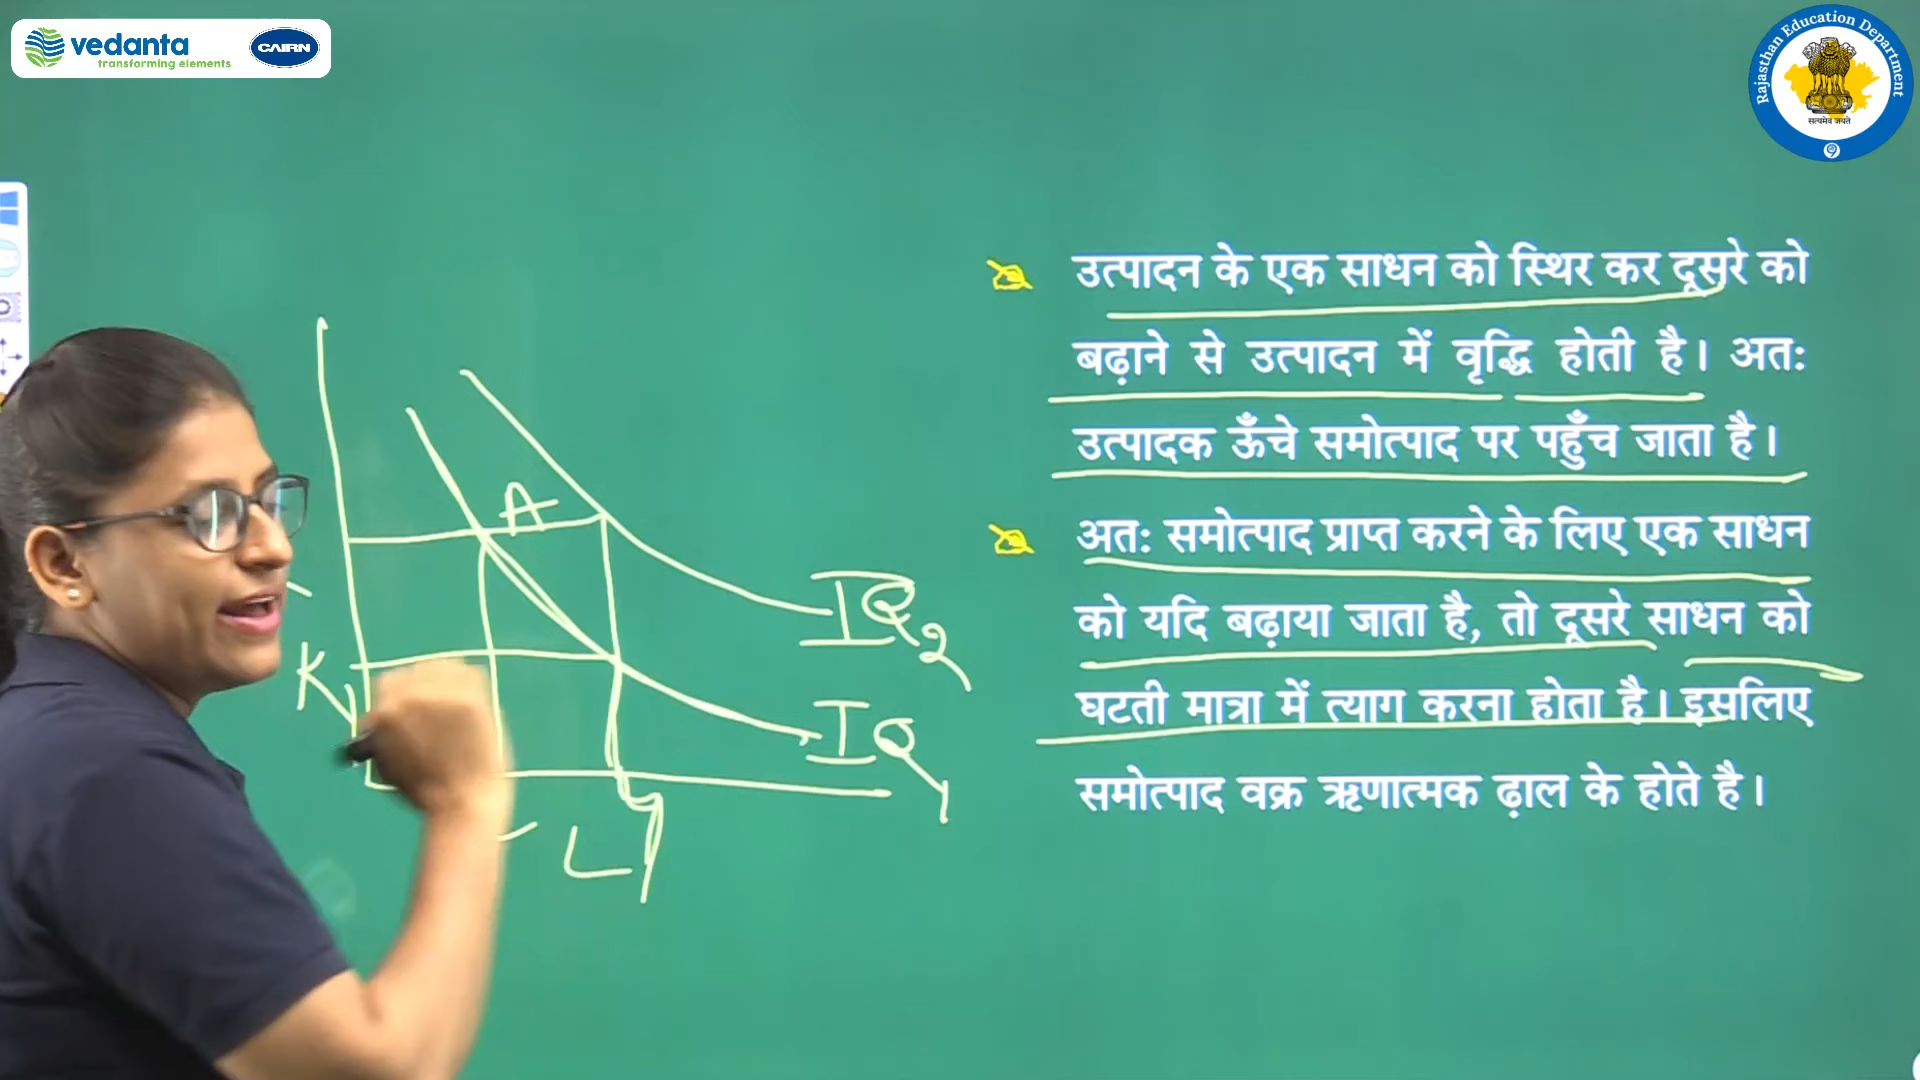 vedanta
transforming elements
CAIRN
Rajasthan Education Department
सत्यमेव जयते
उत्पादन के एक साधन को स्थिर कर दूसरे को
बढ़ाने से उत्पादन में वृद्धि होती है। अतः
उत्पादक ऊँचे समोत्पाद पर पहुँच जाता है।
अतः समोत्पाद प्राप्त करने के लिए एक साधन
को यदि बढ़ाया जाता है, तो दूसरे साधन को
घटती मात्रा में त्याग करना होता है। इसलिए
समोत्पाद वक्र ऋणात्मक ढ़ाल के होते है।
A
IQ2
K1
IQ1
L1